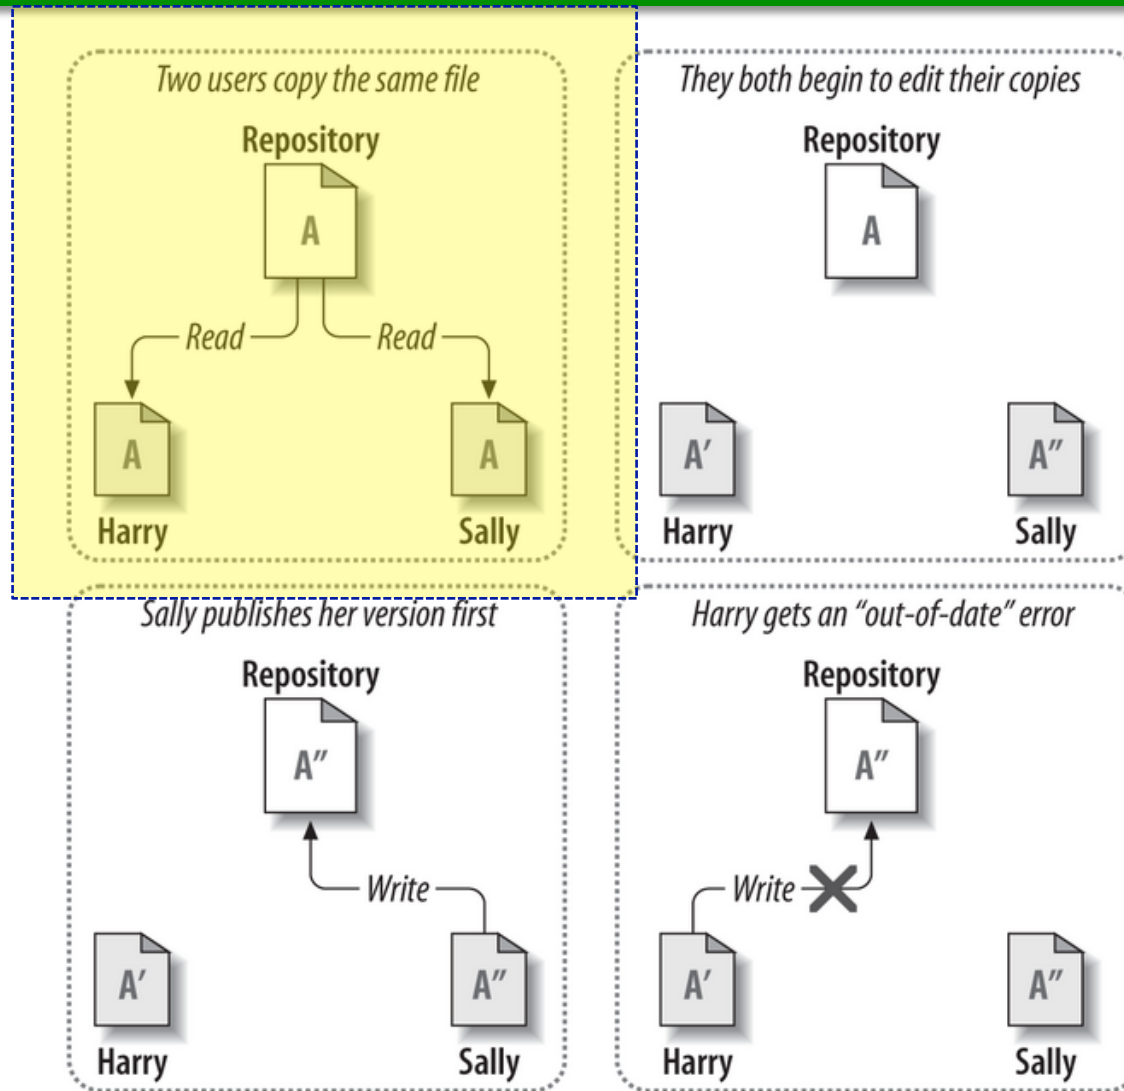 Two users copy the same file
Repository
A
Read Read
A A
Harry Sally
They both begin to edit their copies
Repository
A
A′ A″
Harry Sally
Sally publishes her version first
Repository
A″
Write
A′ A″
Harry Sally
Harry gets an “out-of-date” error
Repository
A″
Write
A′ A″
Harry Sally